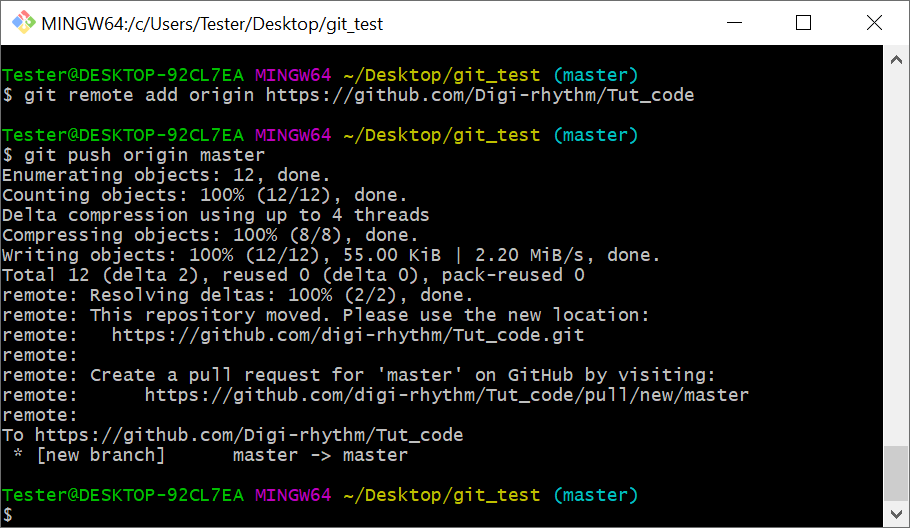 MINGW64:/c/Users/Tester/Desktop/git_test
Tester@DESKTOP-92CL7EA MINGW64 ~/Desktop/git_test (master)
$ git remote add origin https://github.com/Digi-rhythm/Tut_code
Tester@DESKTOP-92CL7EA MINGW64 ~/Desktop/git_test (master)
$ git push origin master
Enumerating objects: 12, done.
Counting objects: 100% (12/12), done.
Delta compression using up to 4 threads
Compressing objects: 100% (8/8), done.
Writing objects: 100% (12/12), 55.00 KiB | 2.20 MiB/s, done.
Total 12 (delta 2), reused 0 (delta 0), pack-reused 0
remote: Resolving deltas: 100% (2/2), done.
remote: This repository moved. Please use the new location:
remote:   https://github.com/digi-rhythm/Tut_code.git
remote:
remote: Create a pull request for 'master' on GitHub by visiting:
remote:      https://github.com/digi-rhythm/Tut_code/pull/new/master
remote:
To https://github.com/Digi-rhythm/Tut_code
 * [new branch]      master -> master
Tester@DESKTOP-92CL7EA MINGW64 ~/Desktop/git_test (master)
$